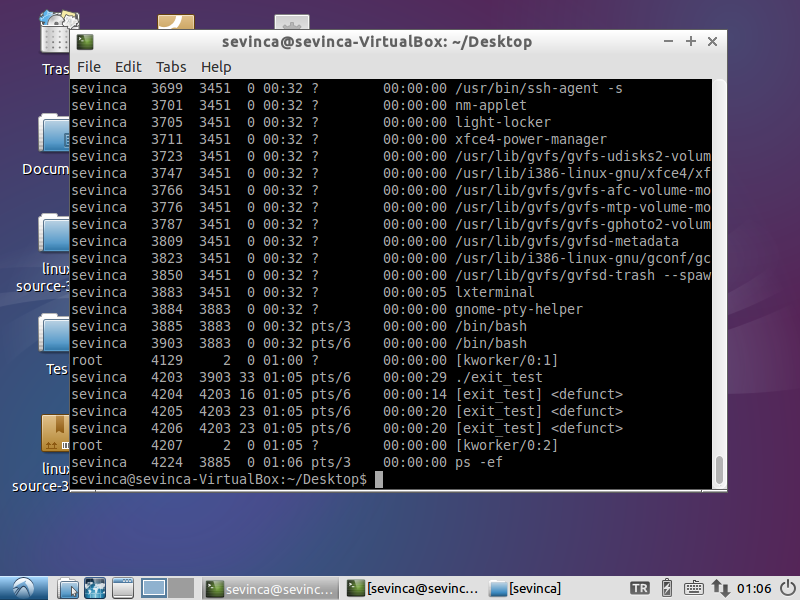 sevinca@sevinca-VirtualBox: ~/Desktop
File Edit Tabs Help
sevinca 3699 3451 0 00:32 ? 00:00:00 /usr/bin/ssh-agent -s
sevinca 3701 3451 0 00:32 ? 00:00:00 nm-applet
sevinca 3705 3451 0 00:32 ? 00:00:00 light-locker
sevinca 3711 3451 0 00:32 ? 00:00:00 xfce4-power-manager
sevinca 3723 3451 0 00:32 ? 00:00:00 /usr/lib/gvfs/gvfs-udisks2-volum
sevinca 3747 3451 0 00:32 ? 00:00:00 /usr/lib/i386-linux-gnu/xfce4/xf
sevinca 3766 3451 0 00:32 ? 00:00:00 /usr/lib/gvfs/gvfs-afc-volume-mo
sevinca 3776 3451 0 00:32 ? 00:00:00 /usr/lib/gvfs/gvfs-mtp-volume-mo
sevinca 3787 3451 0 00:32 ? 00:00:00 /usr/lib/gvfs/gvfs-gphoto2-volum
sevinca 3809 3451 0 00:32 ? 00:00:00 /usr/lib/gvfs/gvfsd-metadata
sevinca 3823 3451 0 00:32 ? 00:00:00 /usr/lib/i386-linux-gnu/gconf/gc
sevinca 3850 3451 0 00:32 ? 00:00:00 /usr/lib/gvfs/gvfsd-trash --spaw
sevinca 3883 3451 0 00:32 ? 00:00:05 lxterminal
sevinca 3884 3883 0 00:32 ? 00:00:00 gnome-pty-helper
sevinca 3885 3883 0 00:32 pts/3 00:00:00 /bin/bash
sevinca 3903 3883 0 00:32 pts/6 00:00:00 /bin/bash
root 4129 2 0 01:00 ? 00:00:00 [kworker/0:1]
sevinca 4203 3903 33 01:05 pts/6 00:00:29 ./exit_test
sevinca 4204 4203 16 01:05 pts/6 00:00:14 [exit_test] <defunct>
sevinca 4205 4203 23 01:05 pts/6 00:00:20 [exit_test] <defunct>
sevinca 4206 4203 23 01:05 pts/6 00:00:20 [exit_test] <defunct>
root 4207 2 0 01:05 ? 00:00:00 [kworker/0:2]
sevinca 4224 3885 0 01:06 pts/3 00:00:00 ps -ef
sevinca@sevinca-VirtualBox:~/Desktop$
Tras
Docum
linux
source-3
Tes
linux
source-3
sevinca@sevinc...
[sevinca@sevinc...
[sevinca]
TR
01:06